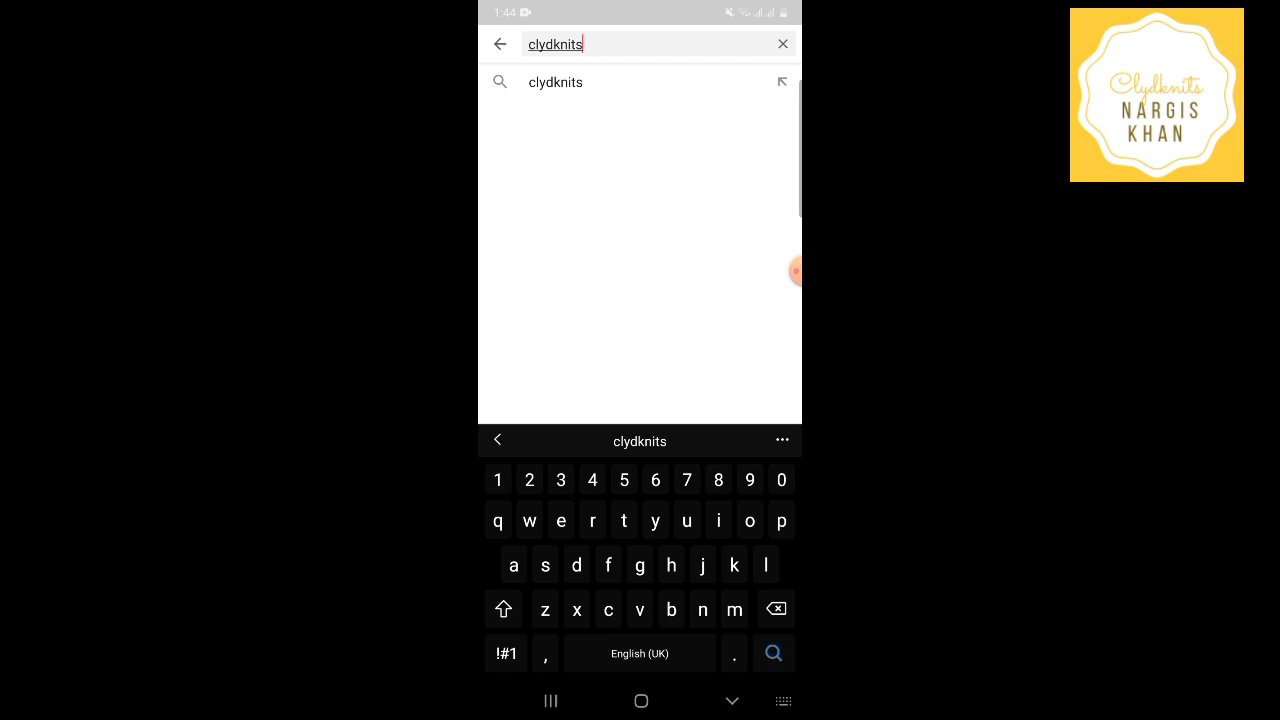 1:44
clydknits
clydknits
clydknits
1 2 3 4 5 6 7 8 9 0
q w e r t y u i o p
a s d f g h j k l
z x c v b n m
!#1 , English (UK) .
Clydknits
NARGIS
KHAN